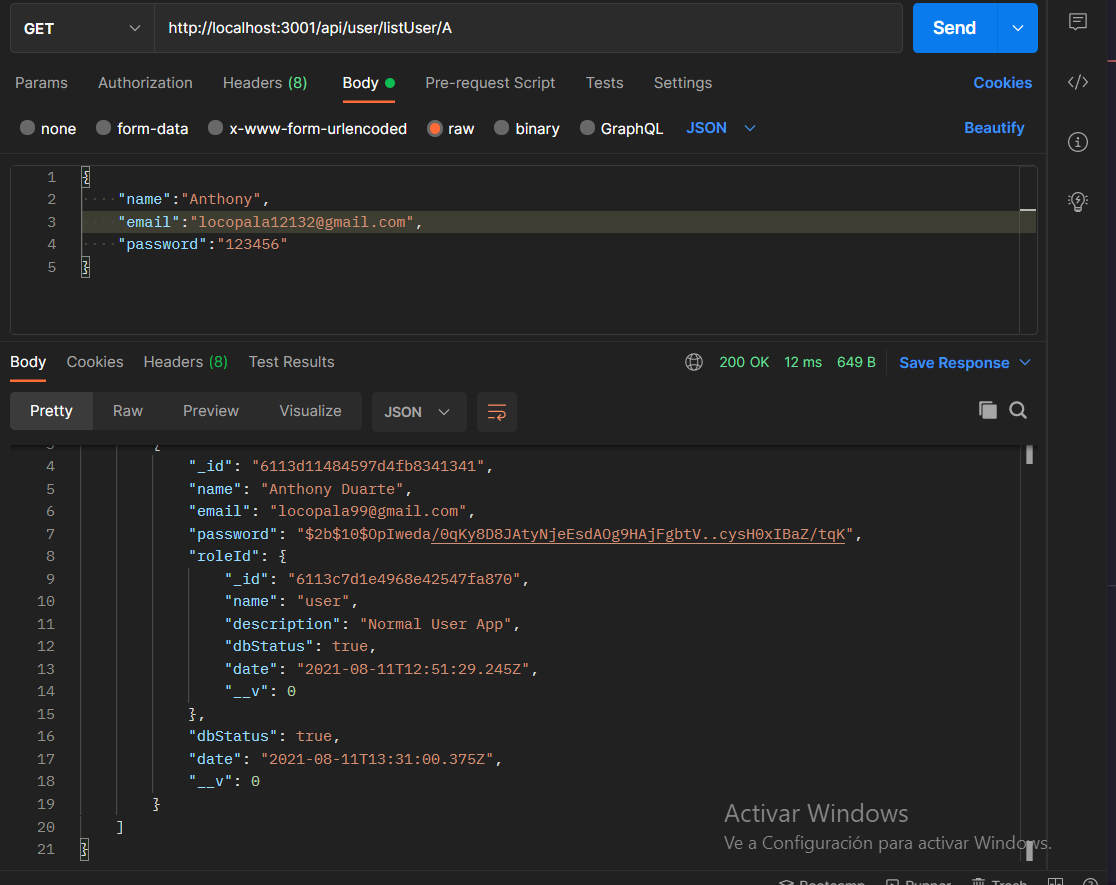 GET
http://localhost:3001/api/user/listUser/A
Send
Params Authorization Headers (8) Body Pre-request Script Tests Settings Cookies
none form-data x-www-form-urlencoded raw binary GraphQL JSON Beautify
1 {
2 "name":"Anthony",
3 "email":"locopala12132@gmail.com",
4 "password":"123456"
5 }
Body Cookies Headers (8) Test Results 200 OK 12 ms 649 B Save Response
Pretty Raw Preview Visualize JSON
3 {
4 "_id": "6113d11484597d4fb8341341",
5 "name": "Anthony Duarte",
6 "email": "locopala99@gmail.com",
7 "password": "$2b$10$OpIweda/0qKy8D8JAtyNjeEsdAOg9HAjFgbtV..cysH0xIBaZ/tqK",
8 "roleId": {
9 "_id": "6113c7d1e4968e42547fa870",
10 "name": "user",
11 "description": "Normal User App",
12 "dbStatus": true,
13 "date": "2021-08-11T12:51:29.245Z",
14 "__v": 0
15 },
16 "dbStatus": true,
17 "date": "2021-08-11T13:31:00.375Z",
18 "__v": 0
19 }
20 ]
21 }
Activar Windows
Ve a Configuración para activar Windows.
Bootcamp Runner Trash